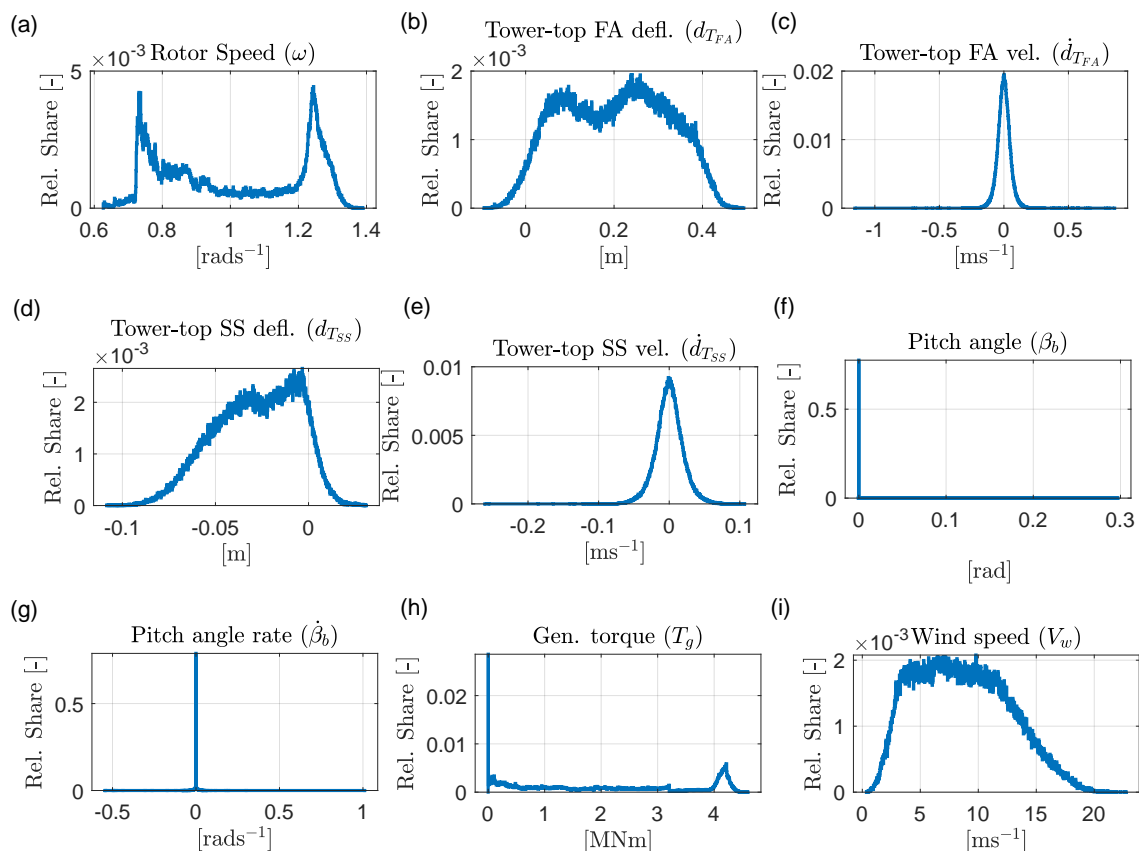 (a)
Rotor Speed (ω)
×10⁻³
Rel. Share [-]
5
0
0.6 0.8 1 1.2 1.4
[rads⁻¹]
(b)
Tower-top FA defl. (d_{T_{FA}})
×10⁻³
Rel. Share [-]
2
1
0
0 0.2 0.4
[m]
(c)
Tower-top FA vel. (ḋ_{T_{FA}})
Rel. Share [-]
0.02
0.01
0
-1 -0.5 0 0.5
[ms⁻¹]
(d)
Tower-top SS defl. (d_{T_{SS}})
×10⁻³
Rel. Share [-]
2
1
0
-0.1 -0.05 0
[m]
(e)
Tower-top SS vel. (ḋ_{T_{SS}})
Rel. Share [-]
0.01
0.005
0
-0.2 -0.1 0 0.1
[ms⁻¹]
(f)
Pitch angle (β_b)
Rel. Share [-]
0.5
0
0 0.1 0.2 0.3
[rad]
(g)
Pitch angle rate (β̇_b)
Rel. Share [-]
0.5
0
-0.5 0 0.5 1
[rads⁻¹]
(h)
Gen. torque (T_g)
Rel. Share [-]
0.02
0.01
0
0 1 2 3 4
[MNm]
(i)
×10⁻³ Wind speed (V_w)
Rel. Share [-]
2
1
0
0 5 10 15 20
[ms⁻¹]